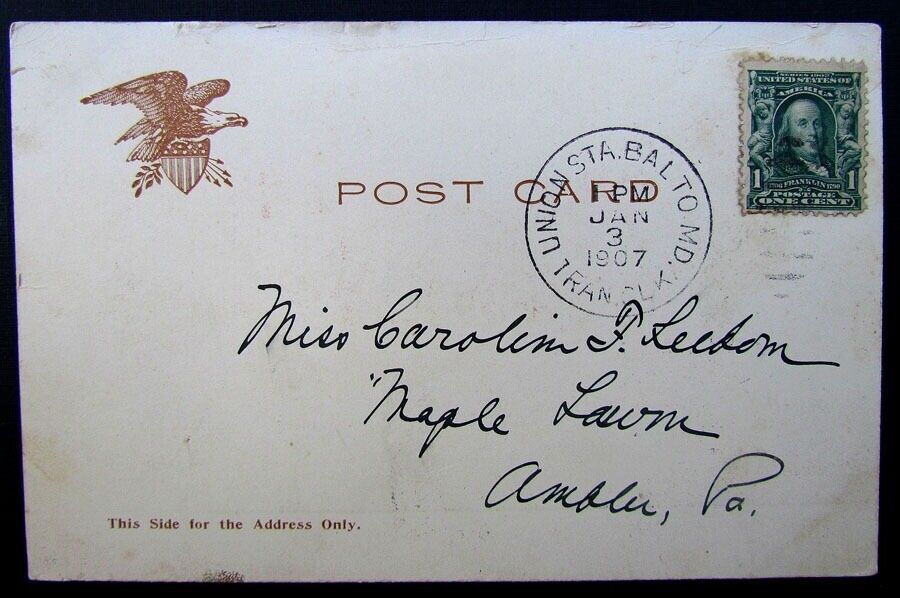 SERIES 1902
UNITED STATES OF
AMERICA
1706 FRANKLIN 1790
1 POSTAGE 1
ONE CENT
POST CARD
UNION STA. BALTO MD.
1 PM
JAN
3
1907
TRAN. CLK.
Miss Carolin F. Leedom
"Maple Lawn
Ambler, Pa.
This Side for the Address Only.